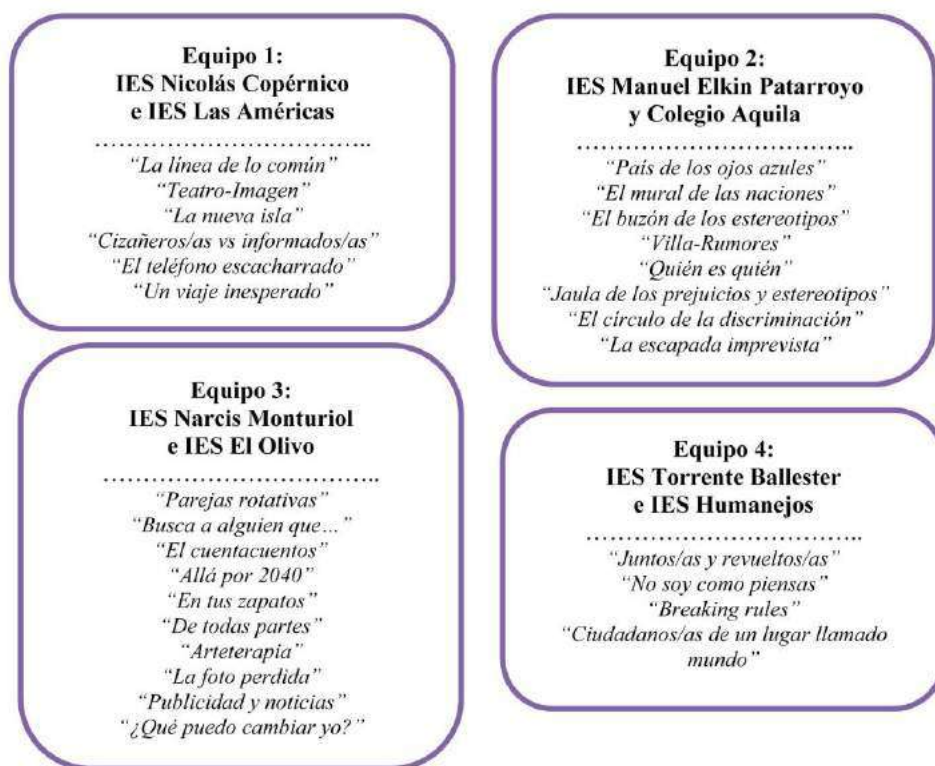 Equipo 1:
IES Nicolás Copérnico
e IES Las Américas
………………………………..
“La línea de lo común”
“Teatro-Imagen”
“La nueva isla”
“Cizañeros/as vs informados/as”
“El teléfono escacharrado”
“Un viaje inesperado”
Equipo 2:
IES Manuel Elkin Patarroyo
y Colegio Aquila
………………………………..
“País de los ojos azules”
“El mural de las naciones”
“El buzón de los estereotipos”
“Villa-Rumores”
“Quién es quién”
“Jaula de los prejuicios y estereotipos”
“El círculo de la discriminación”
“La escapada imprevista”
Equipo 3:
IES Narcis Monturiol
e IES El Olivo
………………………………..
“Parejas rotativas”
“Busca a alguien que…”
“El cuentacuentos”
“Allá por 2040”
“En tus zapatos”
“De todas partes”
“Arteterapia”
“La foto perdida”
“Publicidad y noticias”
“¿Qué puedo cambiar yo?”
Equipo 4:
IES Torrente Ballester
e IES Humanejos
………………………………..
“Juntos/as y revueltos/as”
“No soy como piensas”
“Breaking rules”
“Ciudadanos/as de un lugar llamado
mundo”